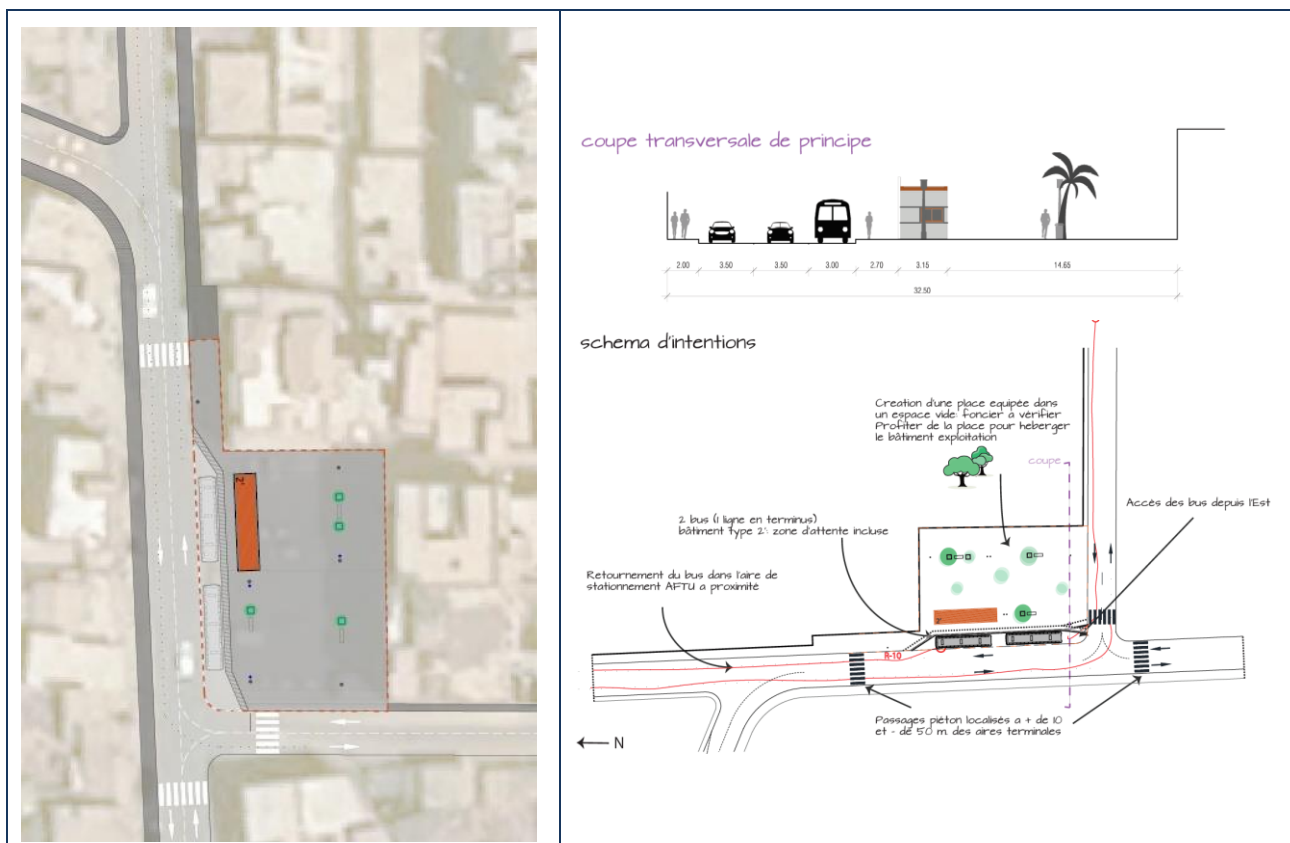 2'
coupe transversale de principe
2.00 3.50 3.50 3.00 2.70 3.15 14.65
32.50
schema d'intentions
Creation d'une place equipée dans
un espace vide: foncier à vérifier
Profiter de la place pour héberger
le bâtiment exploitation
coupe
Accès des bus depuis l'Est
2 bus (1 ligne en terminus)
bâtiment Type 2': zone d'attente incluse
Retournement du bus dans l'aire de
stationnement AFTU a proximité
2'
R-10
Passages piéton localisés a + de 10
et - de 50 m. des aires terminales
N